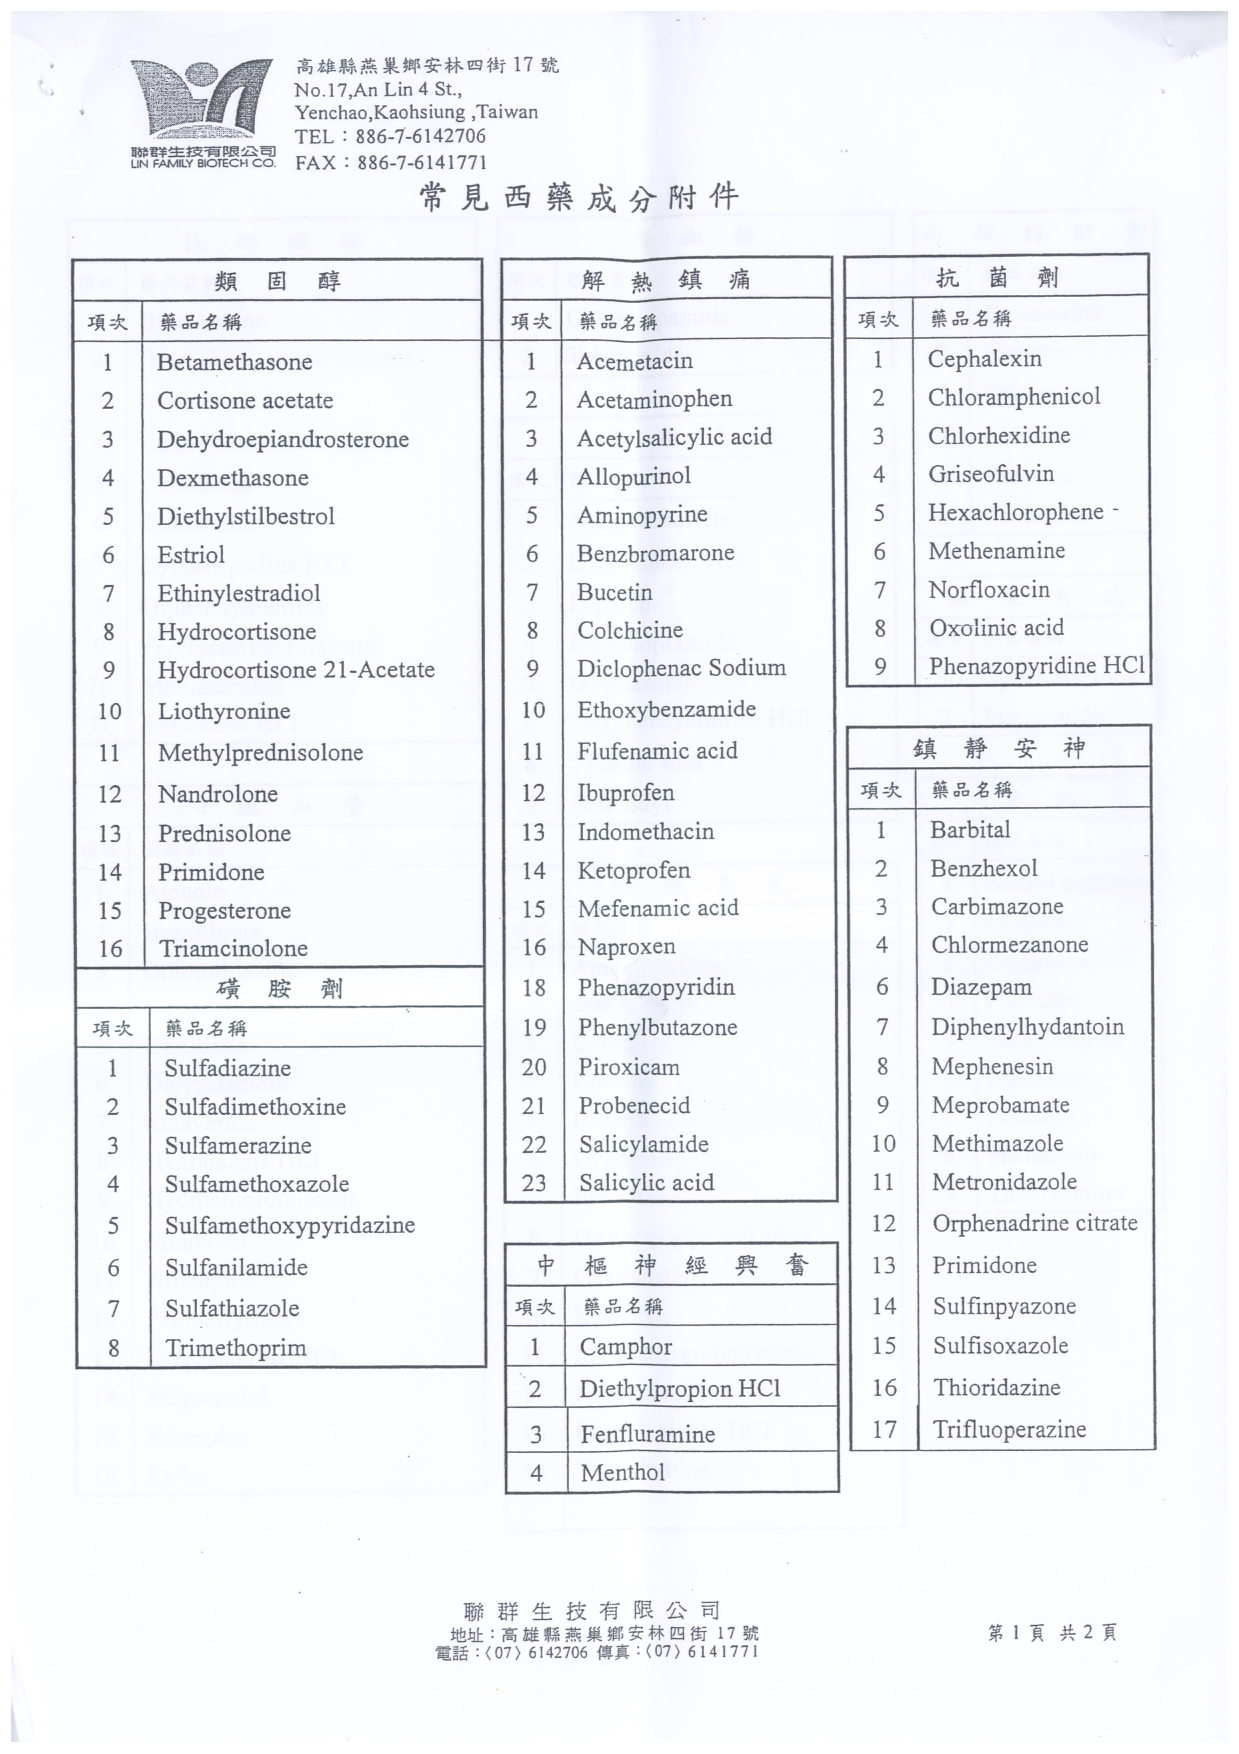 聯群生技有限公司
LIN FAMILY BIOTECH CO.
高雄縣燕巢鄉安林四街 17 號
No.17,An Lin 4 St.,
Yenchao,Kaohsiung ,Taiwan
TEL：886-7-6142706
FAX：886-7-6141771
常見西藥成分附件
類固醇
項次 藥品名稱
1 Betamethasone
2 Cortisone acetate
3 Dehydroepiandrosterone
4 Dexmethasone
5 Diethylstilbestrol
6 Estriol
7 Ethinylestradiol
8 Hydrocortisone
9 Hydrocortisone 21-Acetate
10 Liothyronine
11 Methylprednisolone
12 Nandrolone
13 Prednisolone
14 Primidone
15 Progesterone
16 Triamcinolone
磺胺劑
項次 藥品名稱
1 Sulfadiazine
2 Sulfadimethoxine
3 Sulfamerazine
4 Sulfamethoxazole
5 Sulfamethoxypyridazine
6 Sulfanilamide
7 Sulfathiazole
8 Trimethoprim
解熱鎮痛
項次 藥品名稱
1 Acemetacin
2 Acetaminophen
3 Acetylsalicylic acid
4 Allopurinol
5 Aminopyrine
6 Benzbromarone
7 Bucetin
8 Colchicine
9 Diclophenac Sodium
10 Ethoxybenzamide
11 Flufenamic acid
12 Ibuprofen
13 Indomethacin
14 Ketoprofen
15 Mefenamic acid
16 Naproxen
18 Phenazopyridin
19 Phenylbutazone
20 Piroxicam
21 Probenecid
22 Salicylamide
23 Salicylic acid
中樞神經興奮
項次 藥品名稱
1 Camphor
2 Diethylpropion HCl
3 Fenfluramine
4 Menthol
抗菌劑
項次 藥品名稱
1 Cephalexin
2 Chloramphenicol
3 Chlorhexidine
4 Griseofulvin
5 Hexachlorophene
6 Methenamine
7 Norfloxacin
8 Oxolinic acid
9 Phenazopyridine HCl
鎮靜安神
項次 藥品名稱
1 Barbital
2 Benzhexol
3 Carbimazone
4 Chlormezanone
6 Diazepam
7 Diphenylhydantoin
8 Mephenesin
9 Meprobamate
10 Methimazole
11 Metronidazole
12 Orphenadrine citrate
13 Primidone
14 Sulfinpyazone
15 Sulfisoxazole
16 Thioridazine
17 Trifluoperazine
聯群生技有限公司
地址：高雄縣燕巢鄉安林四街 17 號
電話：(07) 6142706 傳真：(07) 6141771
第1頁 共2頁